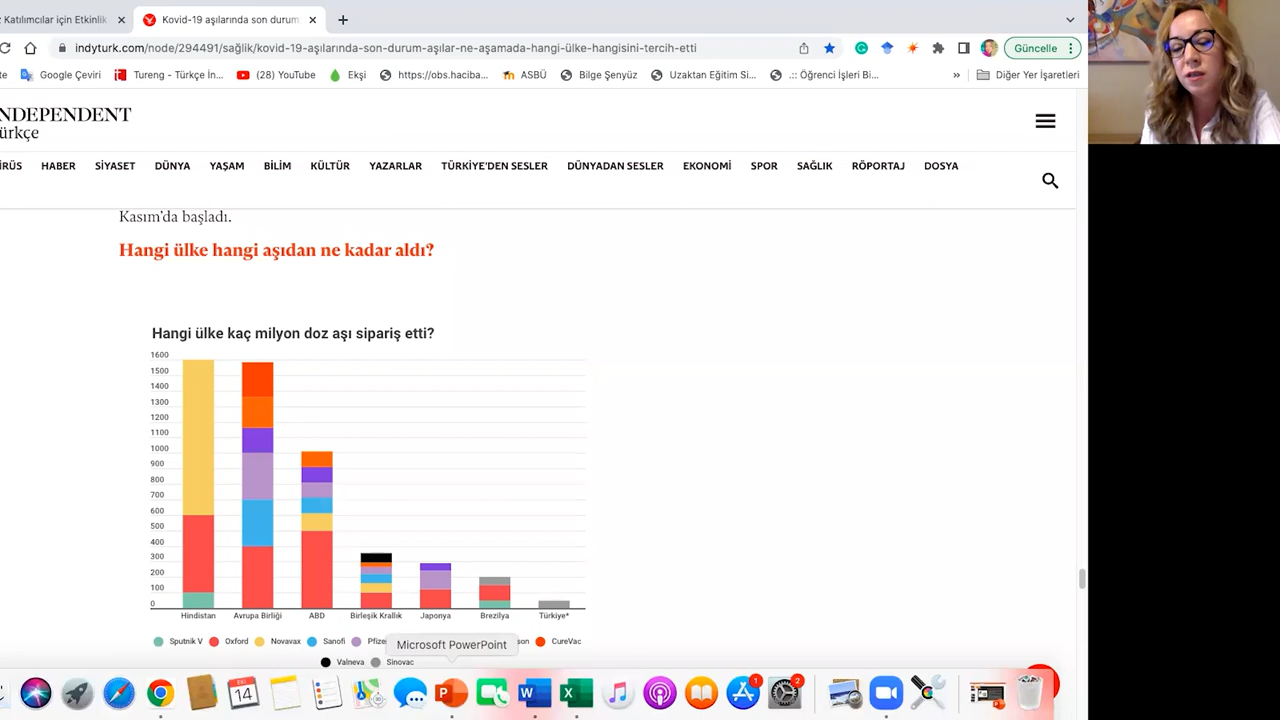 Katılımcılar için Etkinlik
Kovid-19 aşılarında son durum
indyturk.com/node/294491/sağlık/kovid-19-aşılarında-son-durum-aşılar-ne-aşamada-hangi-ülke-hangisini-tercih-etti
Güncelle
Google Çeviri
Tureng - Türkçe İn...
(28) YouTube
Ekşi
https://obs.haciba...
ASBÜ
Bilge Şenyüz
Uzaktan Eğitim Si...
.:: Öğrenci İşleri Bi...
»
Diğer Yer İşaretleri
NDEPENDENT
ürkçe
RÜS HABER SİYASET DÜNYA YAŞAM BİLİM KÜLTÜR YAZARLAR TÜRKİYE'DEN SESLER DÜNYADAN SESLER EKONOMİ SPOR SAĞLIK RÖPORTAJ DOSYA
Kasım'da başladı.
Hangi ülke hangi aşıdan ne kadar aldı?
Hangi ülke kaç milyon doz aşı sipariş etti?
1600
1500
1400
1300
1200
1100
1000
900
800
700
600
500
400
300
200
100
0
Hindistan Avrupa Birliği ABD Birleşik Krallık Japonya Brezilya Türkiye*
Sputnik V Oxford Novavax Sanofi Pfize son CureVac
Microsoft PowerPoint
Valneva Sinovac
14
1
2